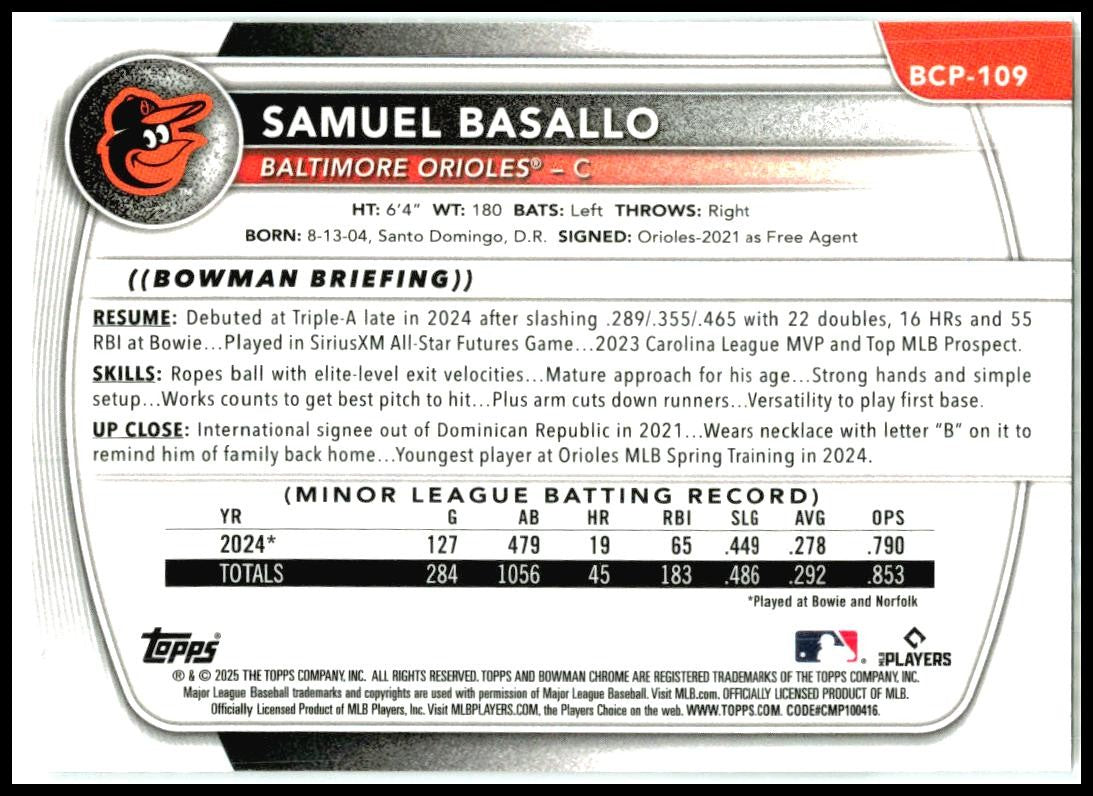 BCP-109
SAMUEL BASALLO
BALTIMORE ORIOLES® – C
HT: 6'4" WT: 180 BATS: Left THROWS: Right
BORN: 8-13-04, Santo Domingo, D.R. SIGNED: Orioles-2021 as Free Agent
((BOWMAN BRIEFING))
RESUME: Debuted at Triple-A late in 2024 after slashing .289/.355/.465 with 22 doubles, 16 HRs and 55
RBI at Bowie...Played in SiriusXM All-Star Futures Game...2023 Carolina League MVP and Top MLB Prospect.
SKILLS: Ropes ball with elite-level exit velocities...Mature approach for his age...Strong hands and simple
setup...Works counts to get best pitch to hit...Plus arm cuts down runners...Versatility to play first base.
UP CLOSE: International signee out of Dominican Republic in 2021...Wears necklace with letter "B" on it to
remind him of family back home...Youngest player at Orioles MLB Spring Training in 2024.
(MINOR LEAGUE BATTING RECORD)
YR G AB HR RBI SLG AVG OPS
2024* 127 479 19 65 .449 .278 .790
TOTALS 284 1056 45 183 .486 .292 .853
*Played at Bowie and Norfolk
Topps® MLB PLAYERS
® & © 2025 THE TOPPS COMPANY, INC. ALL RIGHTS RESERVED. TOPPS AND BOWMAN CHROME ARE REGISTERED TRADEMARKS OF THE TOPPS COMPANY, INC.
Major League Baseball trademarks and copyrights are used with permission of Major League Baseball. Visit MLB.com. OFFICIALLY LICENSED PRODUCT OF MLB.
Officially Licensed Product of MLB Players, Inc. Visit MLBPLAYERS.COM, the Players Choice on the web. WWW.TOPPS.COM. CODE#CMP100416.